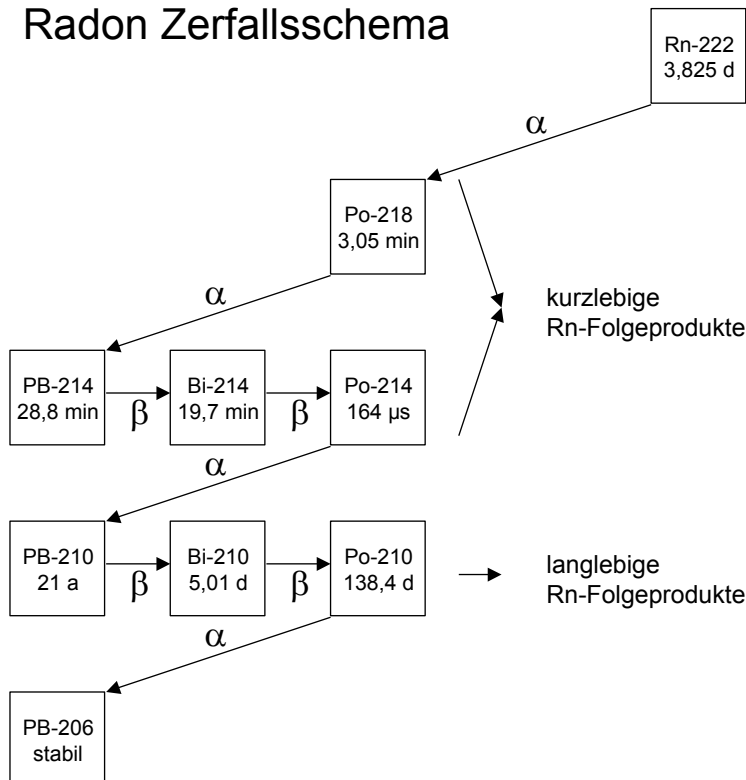 Radon Zerfallsschema
Rn-222
3,825 d
α
Po-218
3,05 min
α
kurzlebige
Rn-Folgeprodukte
PB-214
28,8 min
β
Bi-214
19,7 min
β
Po-214
164 µs
α
PB-210
21 a
β
Bi-210
5,01 d
β
Po-210
138,4 d
langlebige
Rn-Folgeprodukte
α
PB-206
stabil